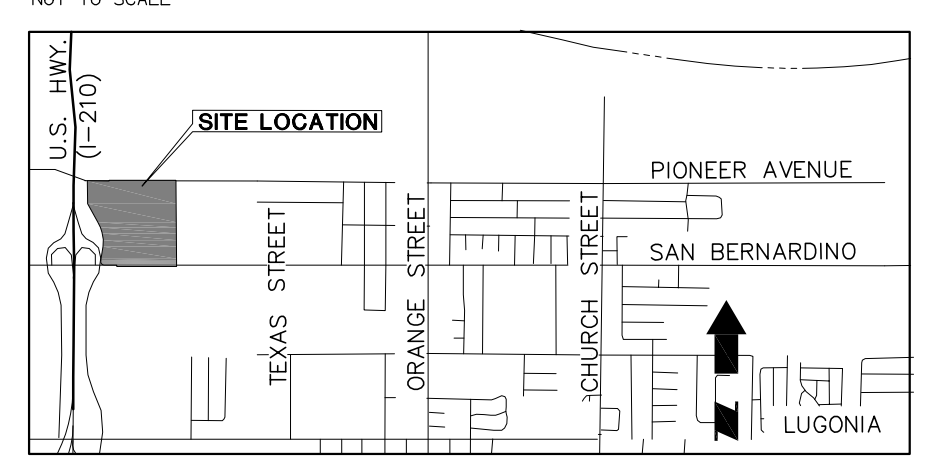 NOT TO SCALE
U.S. HWY.
(I-210)
SITE LOCATION
PIONEER AVENUE
SAN BERNARDINO
TEXAS STREET
ORANGE STREET
CHURCH STREET
LUGONIA